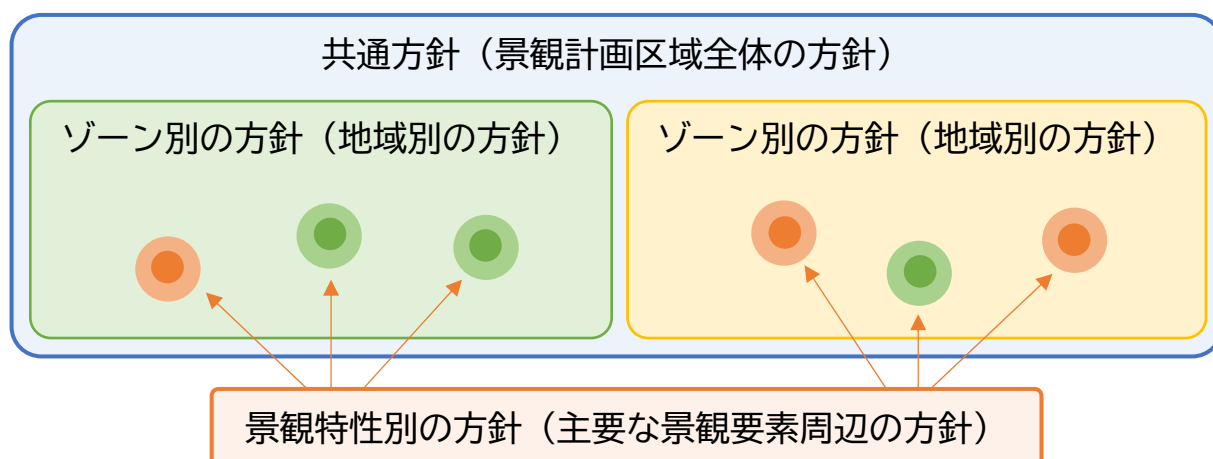 共通方針（景観計画区域全体の方針）
ゾーン別の方針（地域別の方針）
ゾーン別の方針（地域別の方針）
景観特性別の方針（主要な景観要素周辺の方針）